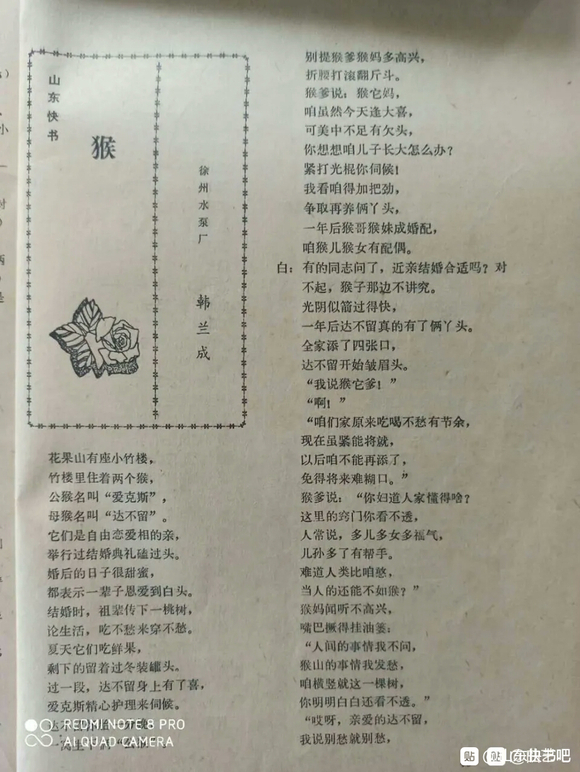 山东快书
猴
徐州水泵厂
韩兰成
花果山有座小竹楼，
竹楼里住着两个猴，
公猴名叫“爱克斯”，
母猴名叫“达不留”。
它们是自由恋爱相的亲，
举行过结婚典礼磕过头。
婚后的日子很甜蜜，
都表示一辈子恩爱到白头。
结婚时，祖辈传下一桃树，
论生活，吃不愁来穿不愁。
夏天它们吃鲜果，
剩下的留着过冬装罐头。
过一段，达不留身上有了喜，
爱克斯精心护理来伺候。
别提猴爹猴妈多高兴，
折腰打滚翻斤斗。
猴爹说：猴它妈，
咱虽然今天逢大喜，
可美中不足有欠头，
你想想咱儿子长大怎么办？
紧打光棍你伺候！
我看咱得加把劲，
争取再养俩丫头，
一年后猴哥猴妹成婚配，
咱猴儿猴女有配偶。
白：有的同志问了，近亲结婚合适吗？对
不起，猴子那边不讲究。
光阴似箭过得快，
一年后达不留真的有了俩丫头。
全家添了四张口，
达不留开始皱眉头。
“我说猴它爹！”
“啊！”
“咱们家原来吃喝不愁有节余，
现在虽紧能将就，
以后咱不能再添了，
免得将来难糊口。”
猴爹说：“你妇道人家懂得啥？
这里的窍门你看不透，
人常说，多儿多女多福气，
儿孙多了有帮手。
难道人类比咱憨，
当人的还能不如猴？”
猴妈闻听不高兴，
嘴巴撅得挂油篓：
“人间的事情我不问，
猴山的事情我发愁，
咱横竖就这一棵树，
你明明白白还看不透。”
“哎呀，亲爱的达不留，
我说别愁就别愁，
REDMI NOTE 8 PRO
AI QUAD CAMERA
贴 贴 @曲艺吧